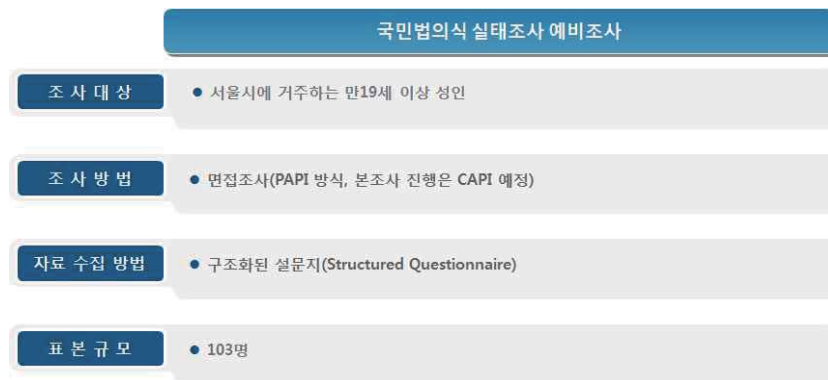 국민법의식 실태조사 예비조사
조 사 대 상
● 서울시에 거주하는 만19세 이상 성인
조 사 방 법
● 면접조사(PAPI 방식, 본조사 진행은 CAPI 예정)
자료 수집 방법
● 구조화된 설문지(Structured Questionnaire)
표 본 규 모
● 103명